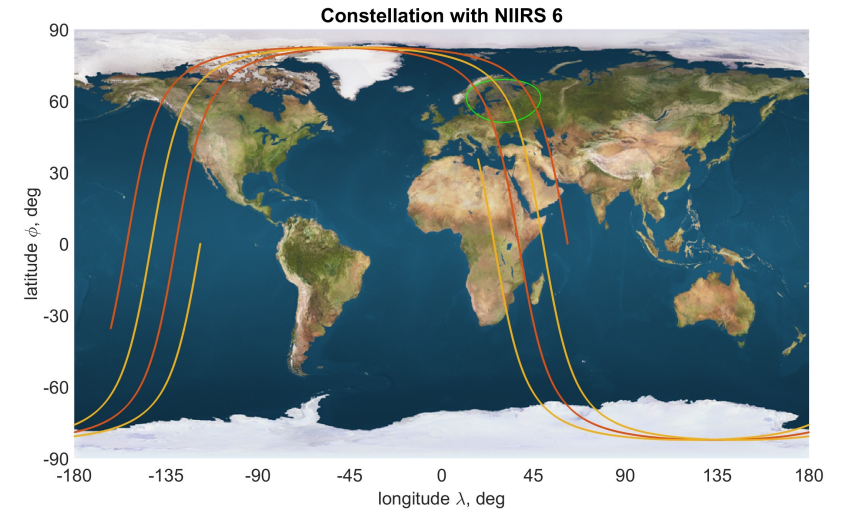 Constellation with NIIRS 6
90
60
30
0
-30
-60
-90
latitude ϕ, deg
-180 -135 -90 -45 0 45 90 135 180
longitude λ, deg